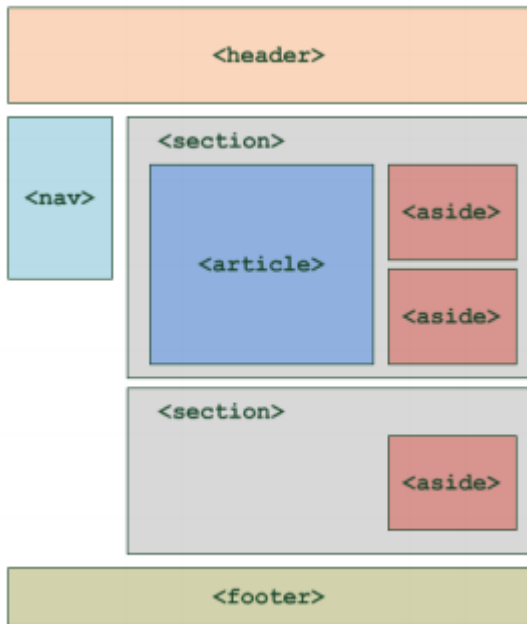 <header>
<nav>
<section>
<article>
<aside>
<aside>
<section>
<aside>
<footer>